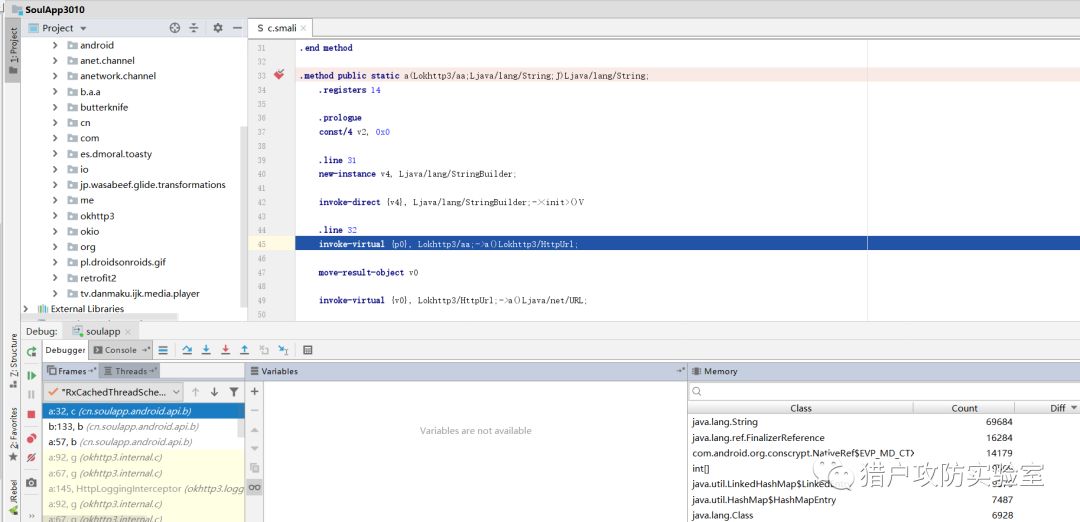 SoulApp3010
1: Project
Project
android
anet.channel
anetwork.channel
b.a.a
butterknife
cn
com
es.dmoral.toasty
io
jp.wasabeef.glide.transformations
me
okhttp3
okio
org
pl.droidsonroids.gif
retrofit2
tv.danmaku.ijk.media.player
External Libraries
c.smali
31 .end method
32
33 .method public static a(Lokhttp3/aa;Ljava/lang/String;J)Ljava/lang/String;
34 .registers 14
35
36 .prologue
37 const/4 v2, 0x0
38
39 .line 31
40 new-instance v4, Ljava/lang/StringBuilder;
41
42 invoke-direct {v4}, Ljava/lang/StringBuilder;-><init>()V
43
44 .line 32
45 invoke-virtual {p0}, Lokhttp3/aa;->a()Lokhttp3/HttpUrl;
46
47 move-result-object v0
48
49 invoke-virtual {v0}, Lokhttp3/HttpUrl;->a()Ljava/net/URL;
50
Debug: soulapp
Debugger Console
Frames Threads
"RxCachedThreadSche...
a:32, c (cn.soulapp.android.api.b)
b:133, b (cn.soulapp.android.api.b)
a:57, b (cn.soulapp.android.api.b)
a:92, g (okhttp3.internal.c)
a:67, g (okhttp3.internal.c)
a:145, HttpLoggingInterceptor (okhttp3.logg
a:92, g (okhttp3.internal.c)
a:67, g (okhttp3.internal.c)
Variables
Variables are not available
Memory
Class Count Diff
java.lang.String 69684
java.lang.ref.FinalizerReference 16284
com.android.org.conscrypt.NativeRef$EVP_MD_CTX 14179
int[]
java.util.LinkedHashMap$Linked
java.util.HashMap$HashMapEntry 7487
java.lang.Class 6928
猎户攻防实验室
Z: Structure
2: Favorites
JRebel